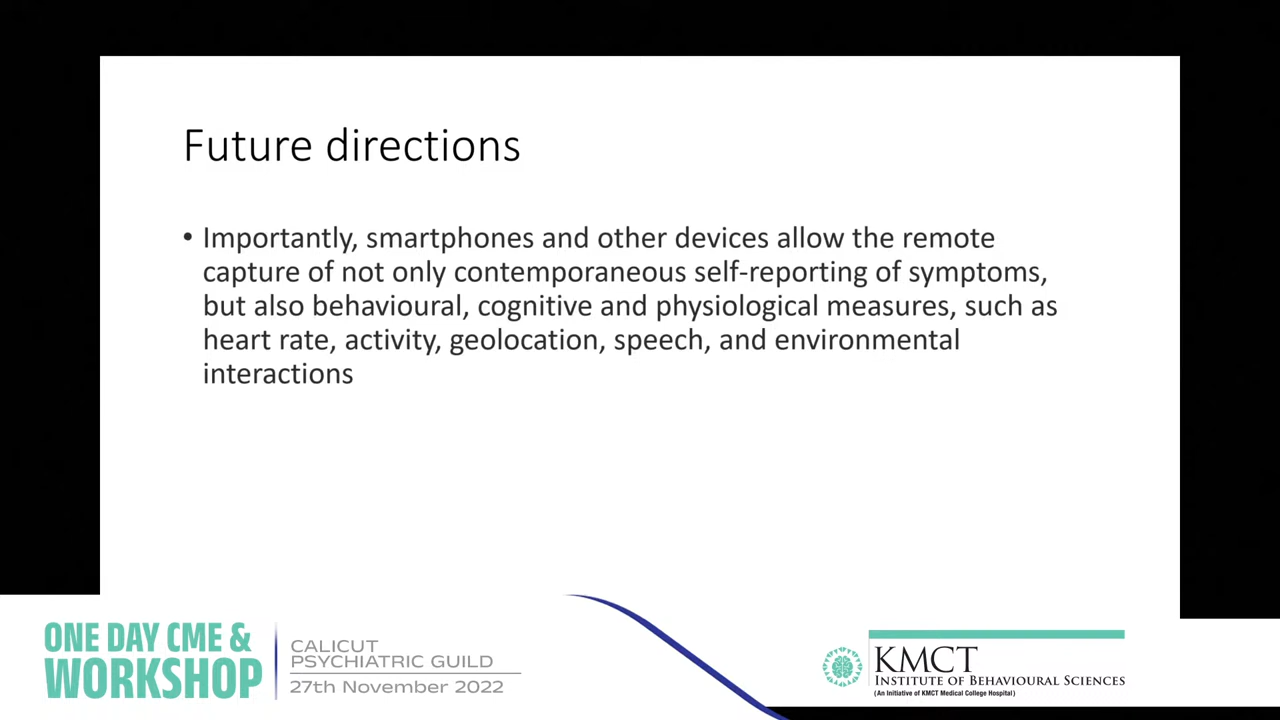 Future directions
• Importantly, smartphones and other devices allow the remote
capture of not only contemporaneous self-reporting of symptoms,
but also behavioural, cognitive and physiological measures, such as
heart rate, activity, geolocation, speech, and environmental
interactions
ONE DAY CME &
WORKSHOP
CALICUT
PSYCHIATRIC GUILD
27th November 2022
KMCT
INSTITUTE OF BEHAVIOURAL SCIENCES
(An Initiative of KMCT Medical College Hospital)